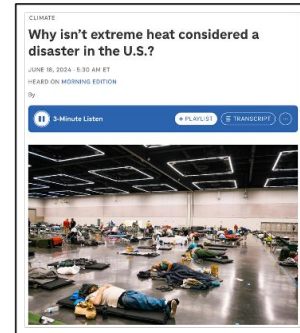 CLIMATE
Why isn't extreme heat considered a
disaster in the U.S.?
JUNE 18, 2024 · 5:30 AM ET
HEARD ON MORNING EDITION
By
3-Minute Listen
+ PLAYLIST
TRANSCRIPT